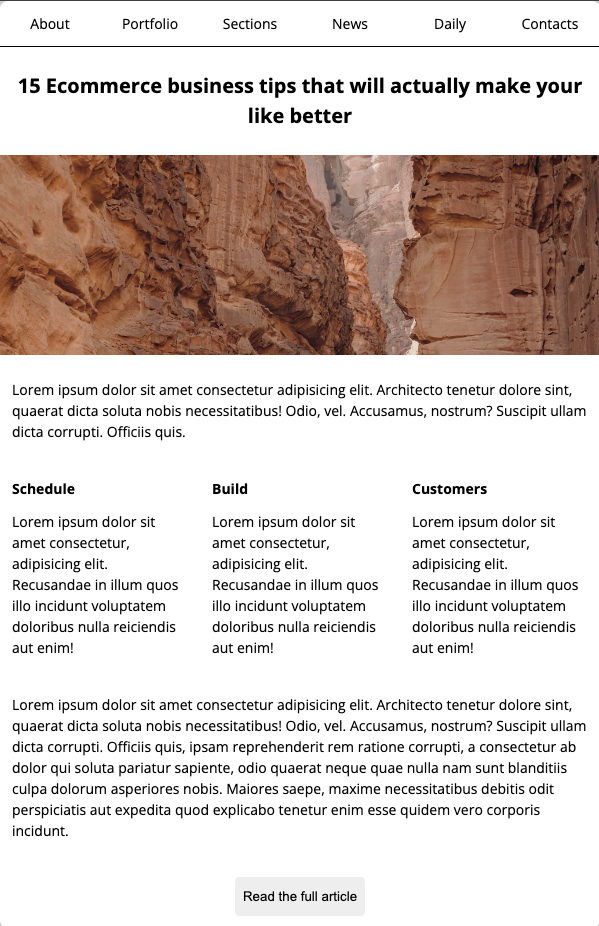 About Portfolio Sections News Daily Contacts
15 Ecommerce business tips that will actually make your
like better
Lorem ipsum dolor sit amet consectetur adipisicing elit. Architecto tenetur dolore sint,
quaerat dicta soluta nobis necessitatibus! Odio, vel. Accusamus, nostrum? Suscipit ullam
dicta corrupti. Officiis quis.
Schedule
Lorem ipsum dolor sit
amet consectetur,
adipisicing elit.
Recusandae in illum quos
illo incidunt voluptatem
doloribus nulla reiciendis
aut enim!
Build
Lorem ipsum dolor sit
amet consectetur,
adipisicing elit.
Recusandae in illum quos
illo incidunt voluptatem
doloribus nulla reiciendis
aut enim!
Customers
Lorem ipsum dolor sit
amet consectetur,
adipisicing elit.
Recusandae in illum quos
illo incidunt voluptatem
doloribus nulla reiciendis
aut enim!
Lorem ipsum dolor sit amet consectetur adipisicing elit. Architecto tenetur dolore sint,
quaerat dicta soluta nobis necessitatibus! Odio, vel. Accusamus, nostrum? Suscipit ullam
dicta corrupti. Officiis quis, ipsam reprehenderit rem ratione corrupti, a consectetur ab
dolor qui soluta pariatur sapiente, odio quaerat neque quae nulla nam sunt blanditiis
culpa dolorum asperiores nobis. Maiores saepe, maxime necessitatibus debitis odit
perspiciatis aut expedita quod explicabo tenetur enim esse quidem vero corporis
incidunt.
Read the full article